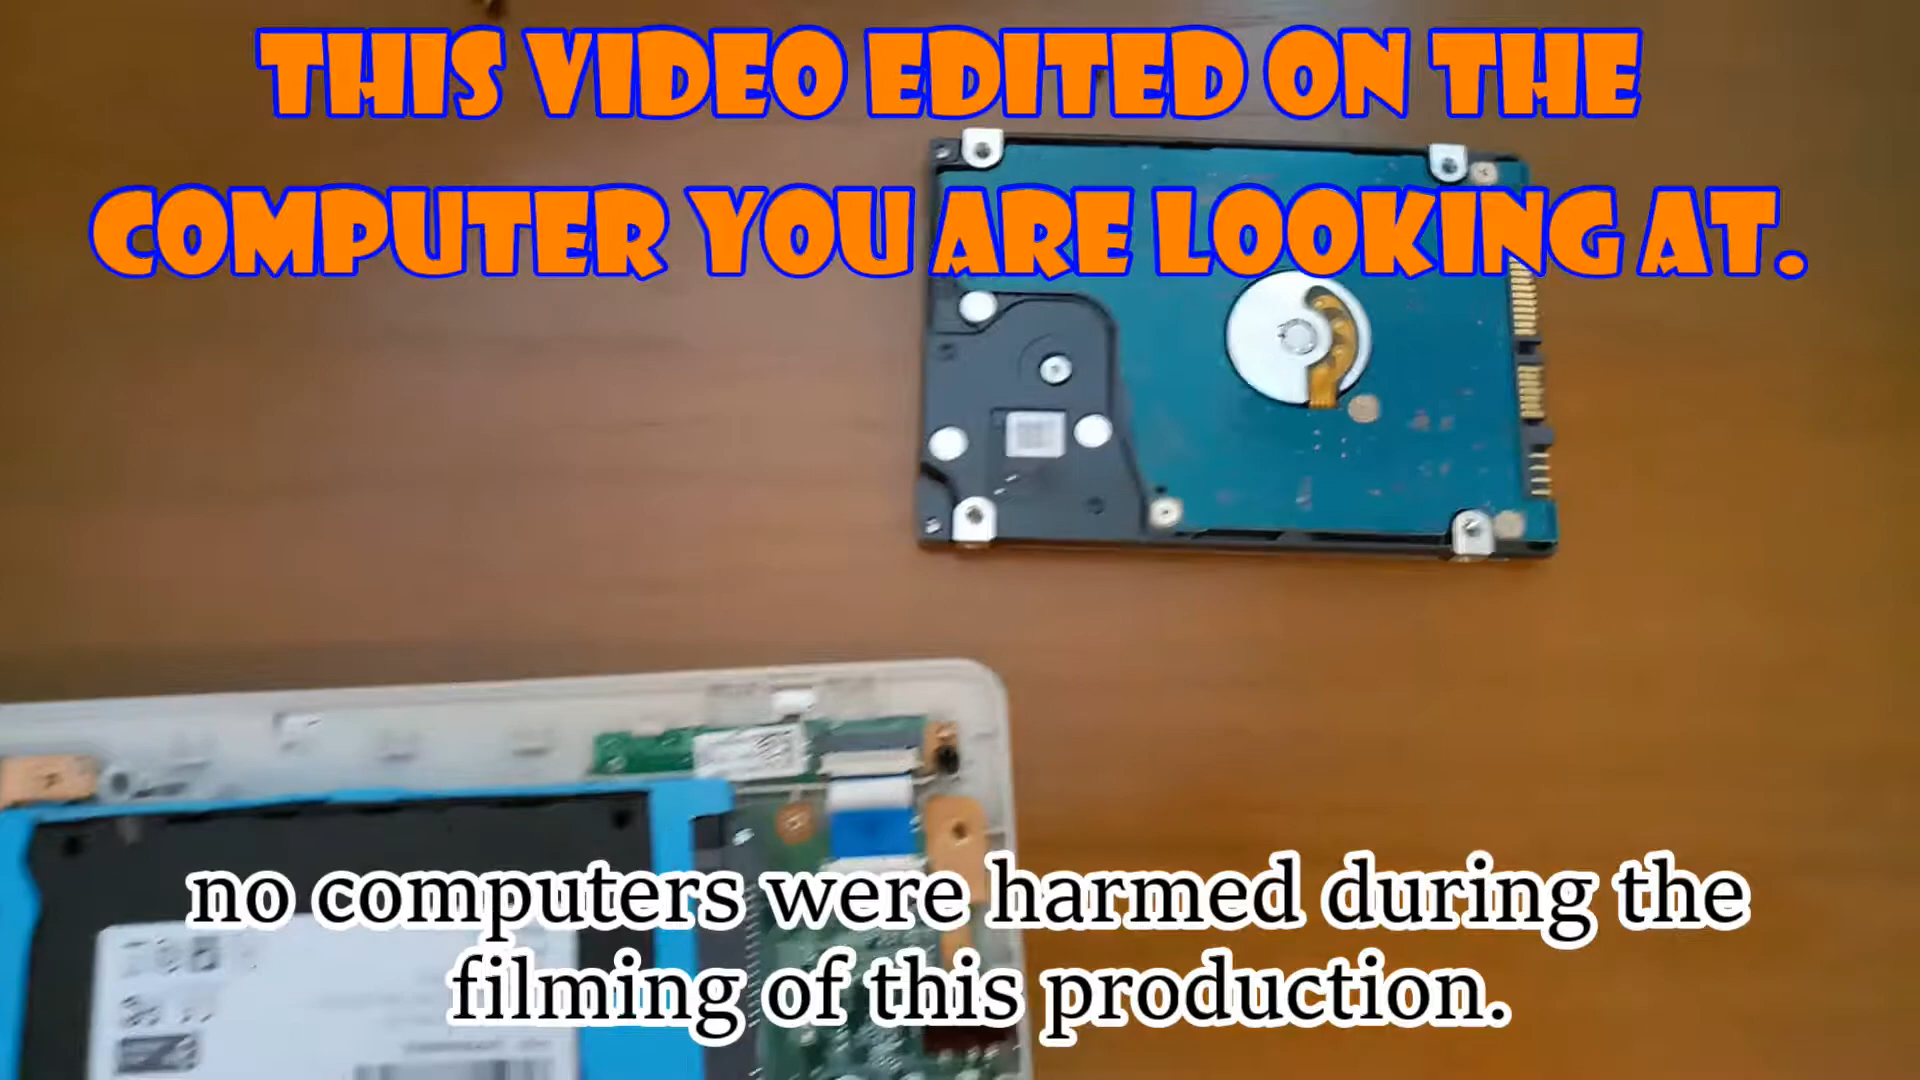 THIS VIDEO EDITED ON THE
COMPUTER YOU ARE LOOKING AT.
no computers were harmed during the
filming of this production.